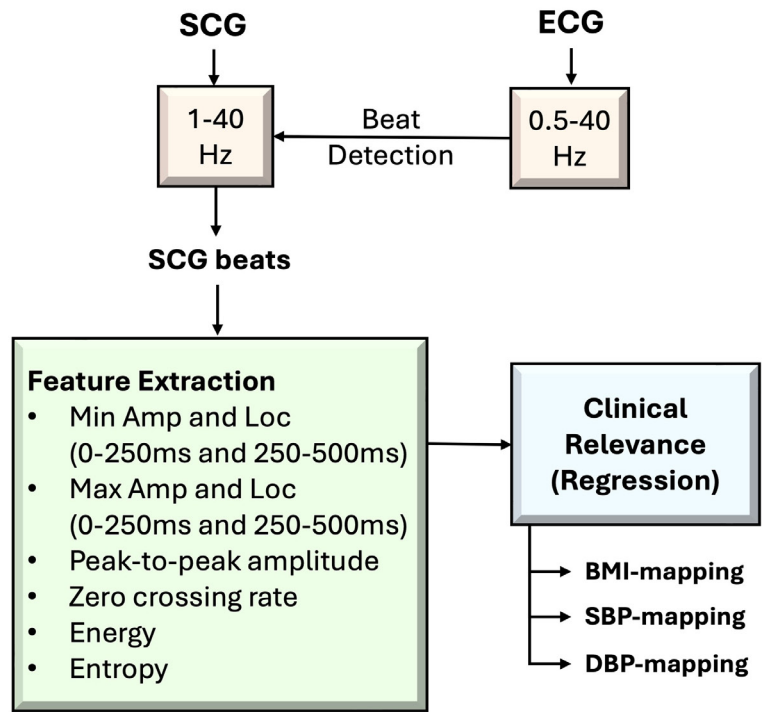 SCG
ECG
1-40
Hz
Beat
Detection
0.5-40
Hz
SCG beats
Feature Extraction
• Min Amp and Loc
(0-250ms and 250-500ms)
• Max Amp and Loc
(0-250ms and 250-500ms)
• Peak-to-peak amplitude
• Zero crossing rate
• Energy
• Entropy
Clinical
Relevance
(Regression)
BMI-mapping
SBP-mapping
DBP-mapping